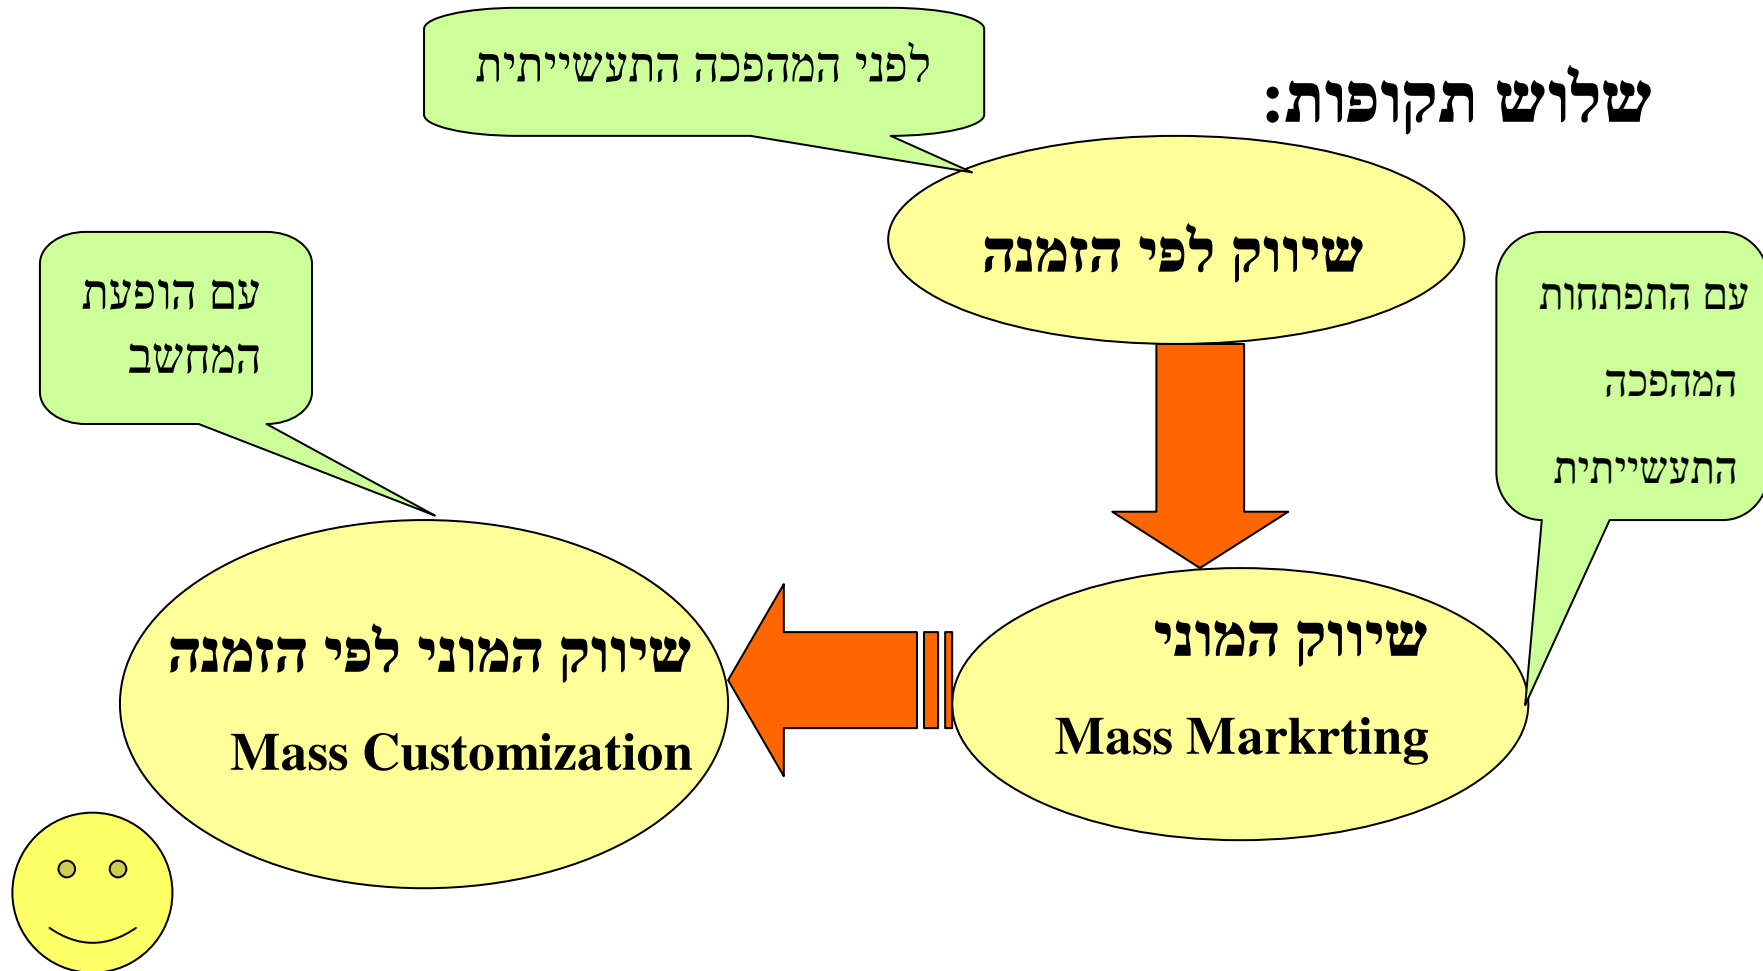 שלוש תקופות:
לפני המהפכה התעשייתית
שיווק לפי הזמנה
עם התפתחות
המהפכה
התעשייתית
שיווק המוני
Mass Markrting
עם הופעת
המחשב
שיווק המוני לפי הזמנה
Mass Customization